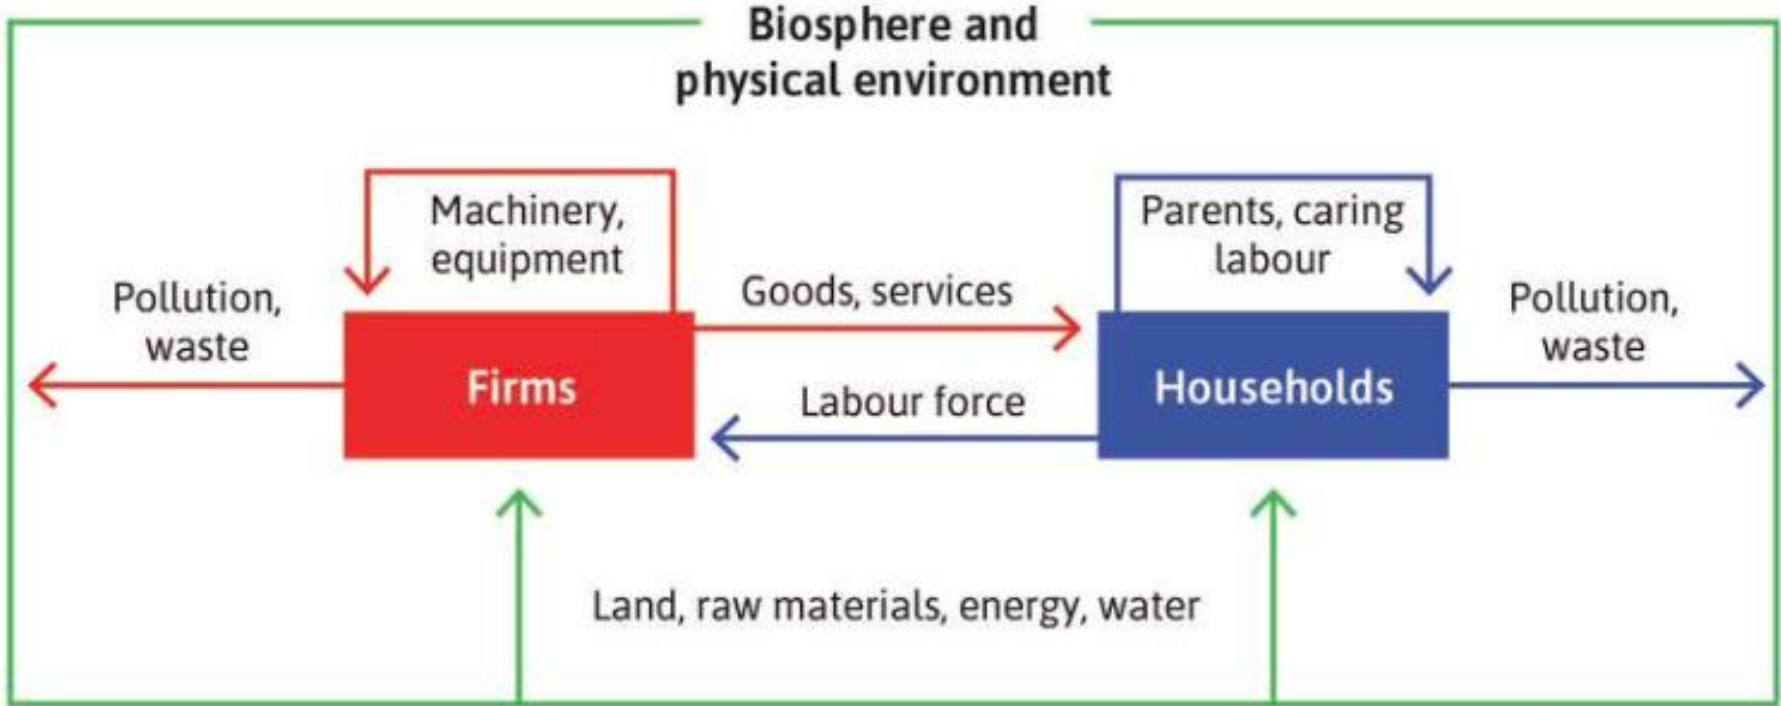 Biosphere and
physical environment
Machinery,
equipment
Parents, caring
labour
Pollution,
waste
Goods, services
Pollution,
waste
Firms
Labour force
Households
Land, raw materials, energy, water